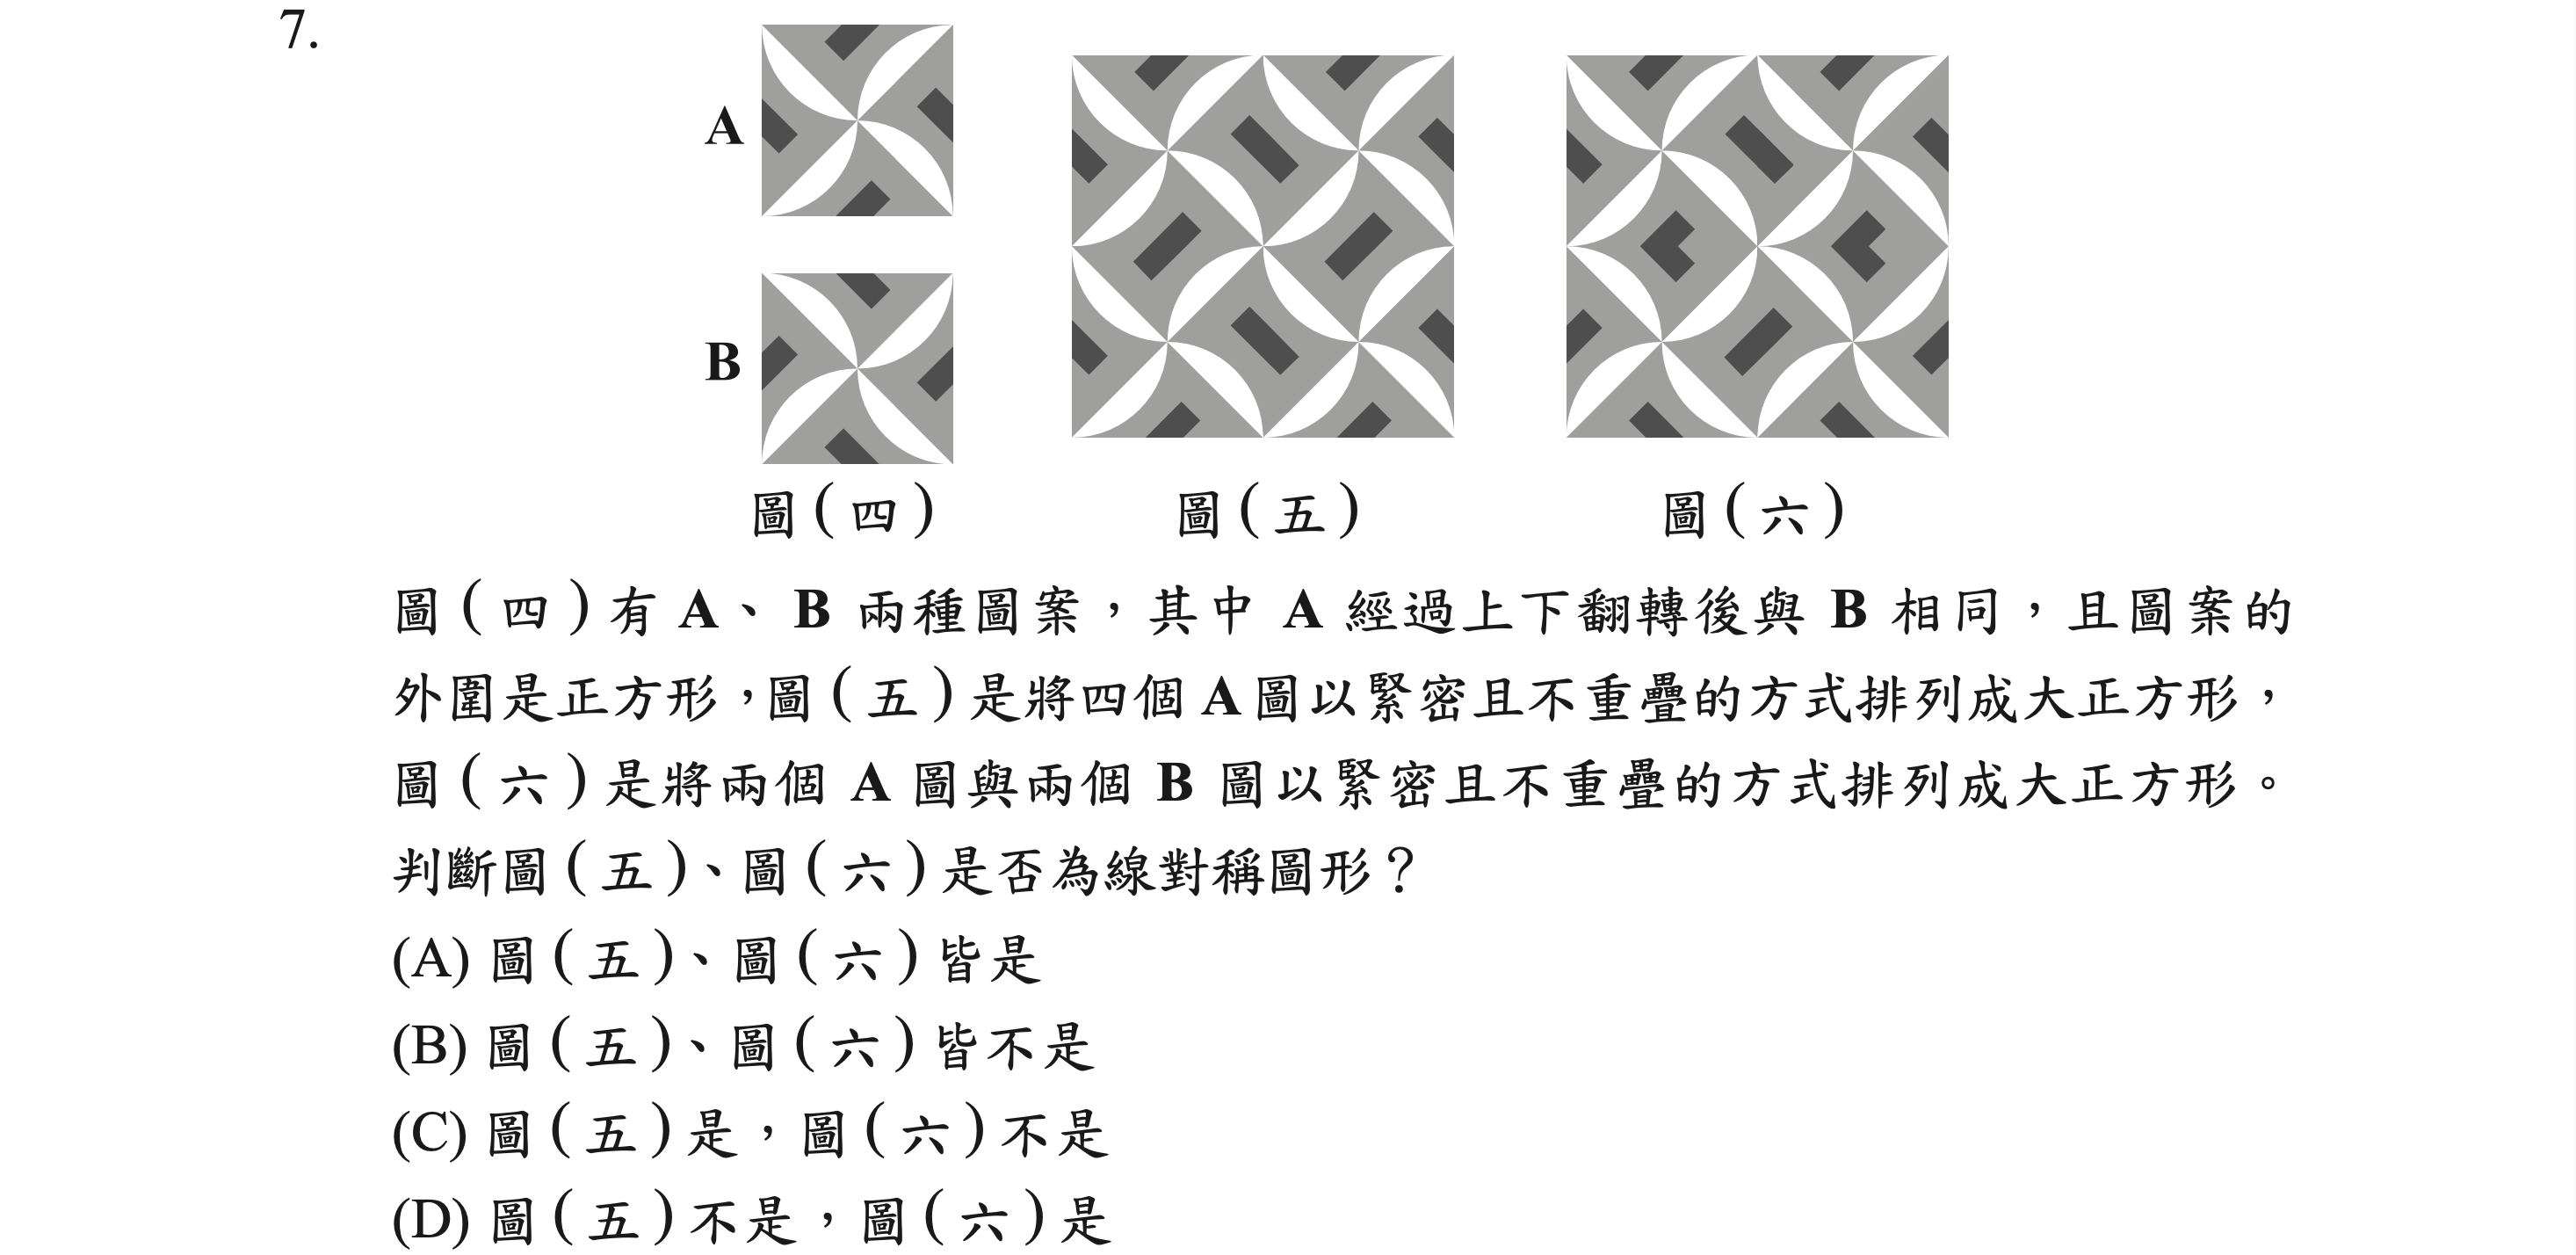 7.
A
B
圖(四) 圖(五) 圖(六)
圖(四)有 A、B 兩種圖案，其中 A 經過上下翻轉後與 B 相同，且圖案的
外圍是正方形，圖(五)是將四個 A 圖以緊密且不重疊的方式排列成大正方形，
圖(六)是將兩個 A 圖與兩個 B 圖以緊密且不重疊的方式排列成大正方形。
判斷圖(五)、圖(六)是否為線對稱圖形？
(A) 圖(五)、圖(六)皆是
(B) 圖(五)、圖(六)皆不是
(C) 圖(五)是，圖(六)不是
(D) 圖(五)不是，圖(六)是